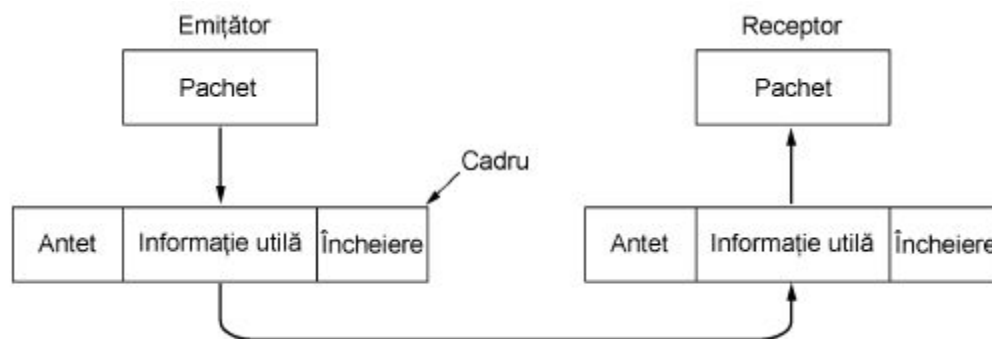 Emițător
Receptor
Pachet
Pachet
Cadru
Antet
Informație utilă
Încheiere
Antet
Informație utilă
Încheiere